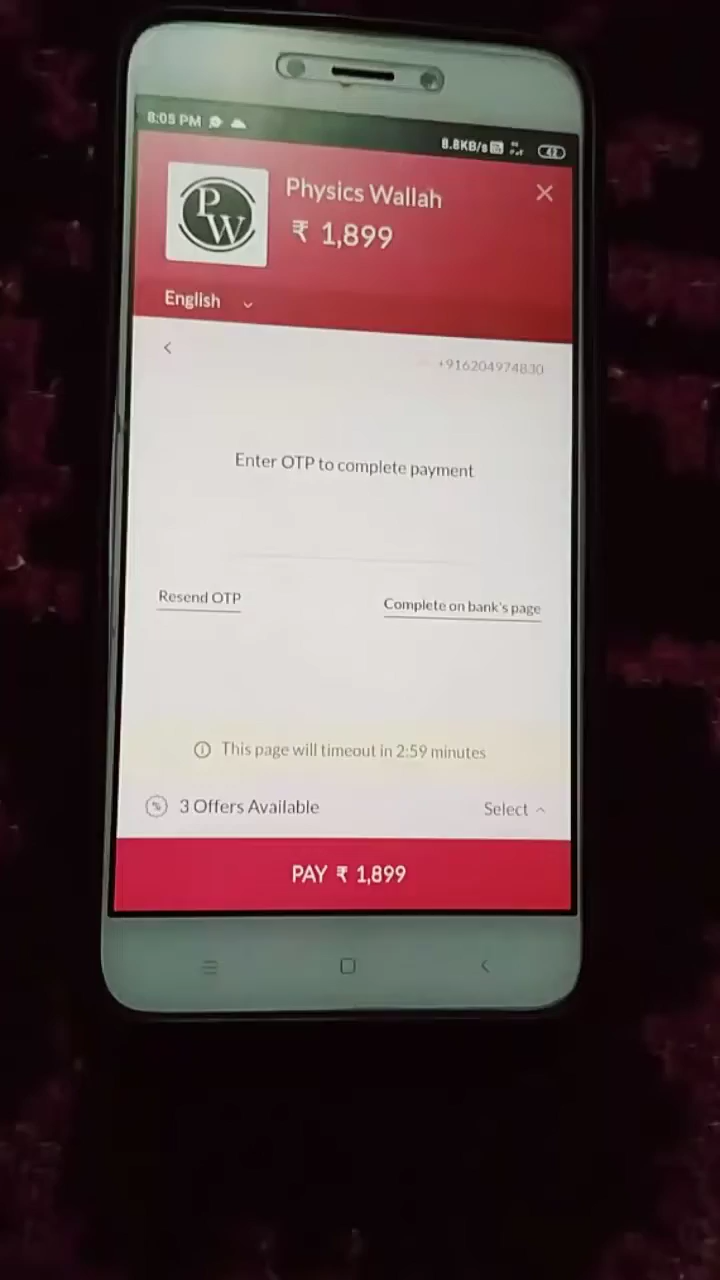 8:05 PM
8.8KB/s
42
PW
Physics Wallah
₹ 1,899
English
+916204974830
Enter OTP to complete payment
Resend OTP
Complete on bank's page
This page will timeout in 2:59 minutes
% 3 Offers Available
Select
PAY ₹ 1,899